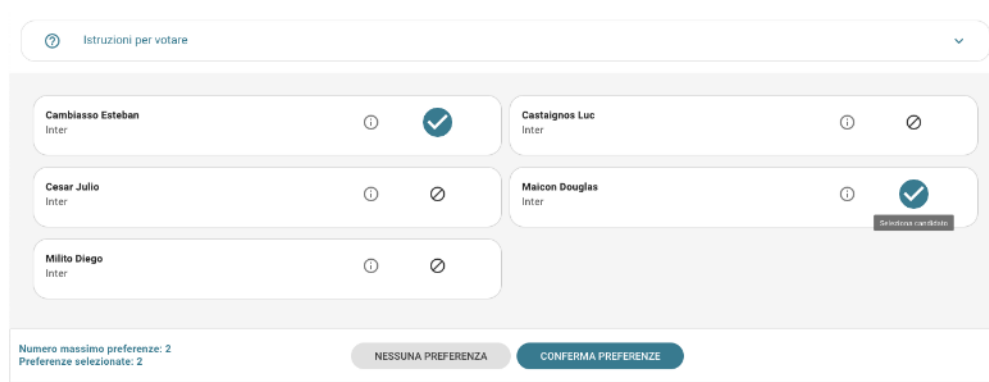 Istruzioni per votare
Cambiasso Esteban
Inter
Castaignos Luc
Inter
Cesar Julio
Inter
Maicon Douglas
Inter
Seleziona candidato
Milito Diego
Inter
Numero massimo preferenze: 2
Preferenze selezionate: 2
NESSUNA PREFERENZA
CONFERMA PREFERENZE